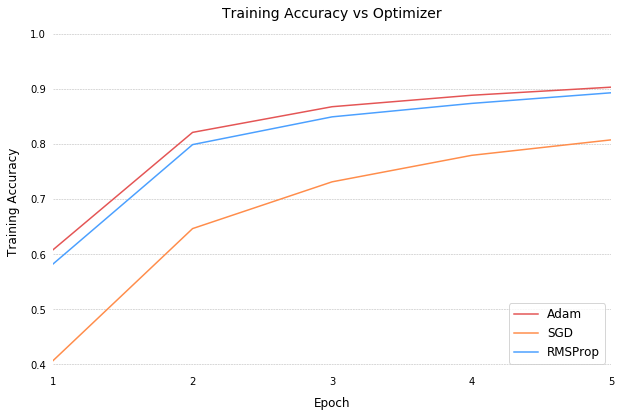 Training Accuracy vs Optimizer
1.0
0.9
0.8
0.7
0.6
0.5
0.4
Training Accuracy
1 2 3 4 5
Epoch
Adam
SGD
RMSProp